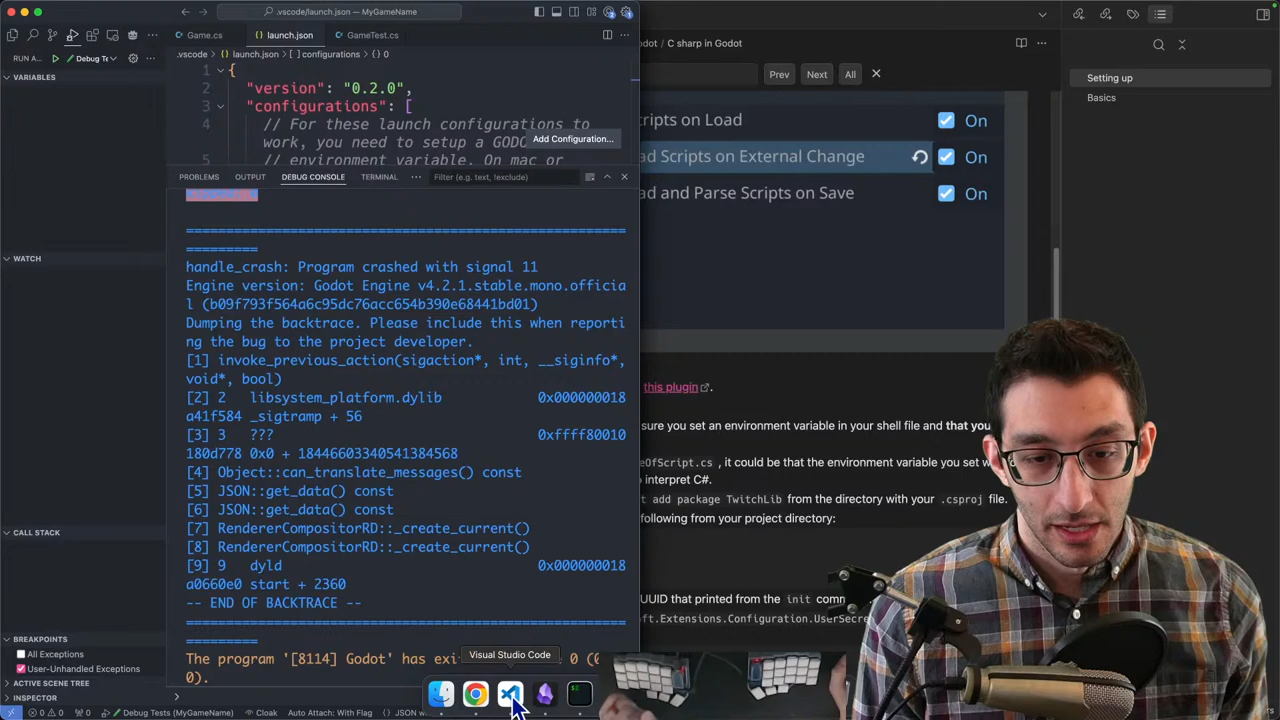 .vscode/launch.json - MyGameName
Game.cs
launch.json
GameTest.cs
RUN A...
Debug Te
.vscode > {} launch.json > [ ] configurations > {} 0
VARIABLES
WATCH
CALL STACK
BREAKPOINTS
All Exceptions
User-Unhandled Exceptions
ACTIVE SCENE TREE
INSPECTOR
1 {
2 "version": "0.2.0",
3 "configurations": [
4 // For these launch configurations to
work, you need to setup a GODO
5 // environment variable. On mac or
Add Configuration...
PROBLEMS
OUTPUT
DEBUG CONSOLE
TERMINAL
Filter (e.g. text, !exclude)
=======================================================
=========
handle_crash: Program crashed with signal 11
Engine version: Godot Engine v4.2.1.stable.mono.officia
l (b09f793f564a6c95dc76acc654b390e68441bd01)
Dumping the backtrace. Please include this when reporti
ng the bug to the project developer.
[1] invoke_previous_action(sigaction*, int, __siginfo*,
void*, bool)
[2] 2 libsystem_platform.dylib 0x000000018
a41f584 _sigtramp + 56
[3] 3 ??? 0xffff80010
180d778 0x0 + 18446603340541384568
[4] Object::can_translate_messages() const
[5] JSON::get_data() const
[6] JSON::get_data() const
[7] RendererCompositorRD::_create_current()
[8] RendererCompositorRD::_create_current()
[9] 9 dyld 0x000000018
a0660e0 start + 2360
-- END OF BACKTRACE --
=======================================================
=========
The program '[8114] Godot' has exi 0 (0
0).
Visual Studio Code
0 0
0
Debug Tests (MyGameName)
Cloak
Auto Attach: With Flag
JSON w
odot / C sharp in Godot
Prev
Next
All
cripts on Load
On
ad Scripts on External Change
On
ad and Parse Scripts on Save
On
this plugin.
sure you set an environment variable in your shell file and that you
eOfScript.cs , it could be that the environment variable you set w
o interpret C#.
t add package TwitchLib from the directory with your .csproj file.
following from your project directory:
UUID that printed from the init comm
oft.Extensions.Configuration.UserSecre
Setting up
Basics